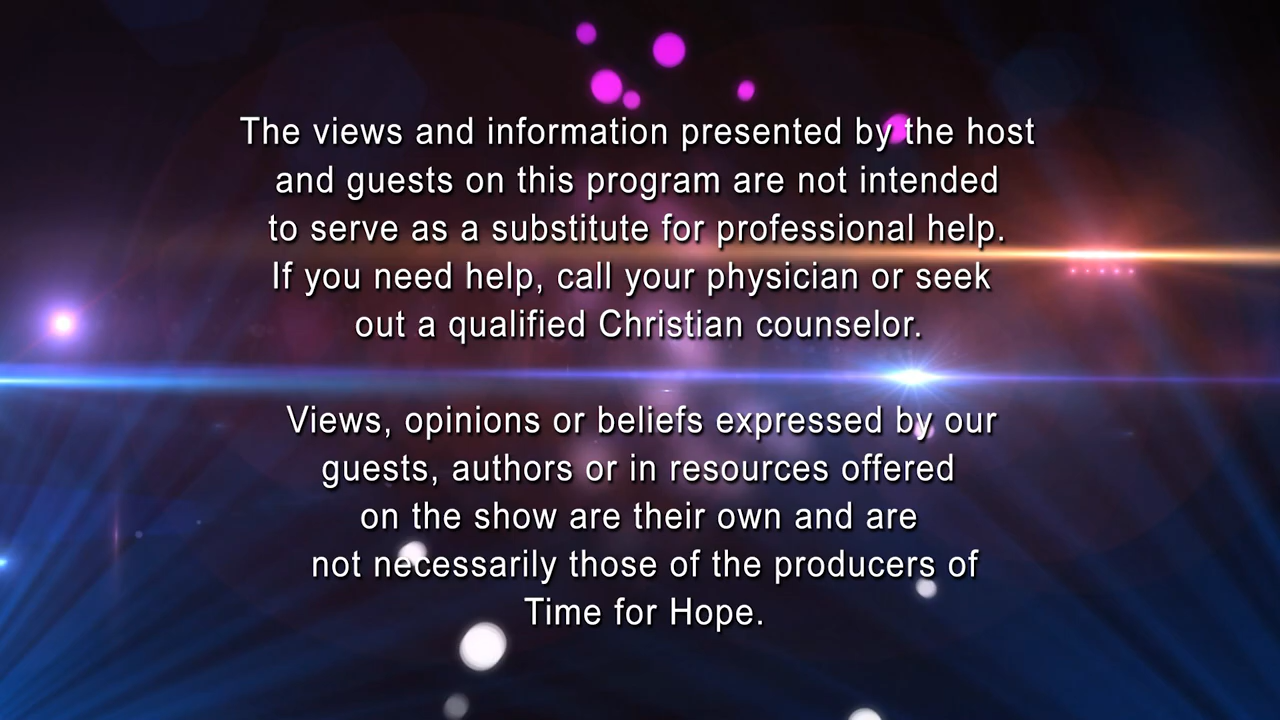 The views and information presented by the host
and guests on this program are not intended
to serve as a substitute for professional help.
If you need help, call your physician or seek
out a qualified Christian counselor.
Views, opinions or beliefs expressed by our
guests, authors or in resources offered
on the show are their own and are
not necessarily those of the producers of
Time for Hope.